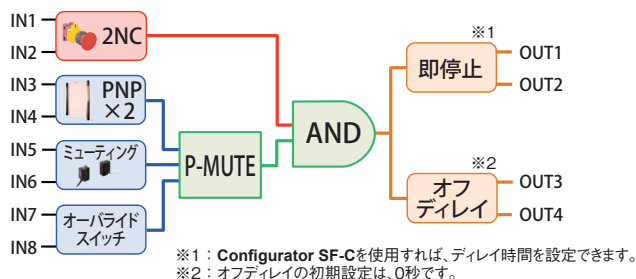 IN1
IN2
2NC
IN3
IN4
PNP
×2
IN5
IN6
ミューティング
IN7
IN8
オーバライド
スイッチ
P-MUTE
AND
※1
即停止
OUT1
OUT2
※2
オフ
ディレイ
OUT3
OUT4
※1：Configurator SF-Cを使用すれば、ディレイ時間を設定できます。
※2：オフディレイの初期設定は、0秒です。